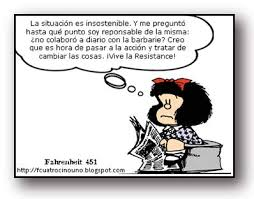 La situación es insostenible. Y me preguntó
hasta qué punto soy reponsable de la misma:
¿no colaboró a diario con la barbarie? Creo
que es hora de pasar a la acción y tratar de
cambiar las cosas. ¡Vive la Resistance!
Fahrenheit 451
http://fcuatrocinouno.blogspot.com